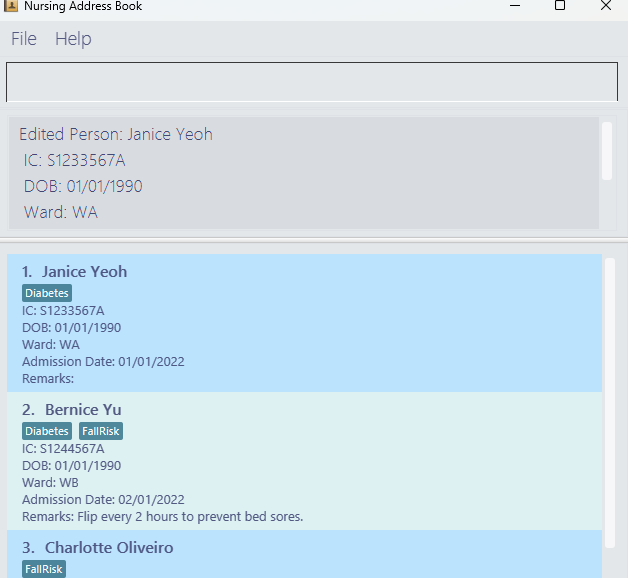 Nursing Address Book
File Help
Edited Person: Janice Yeoh
IC: S1233567A
DOB: 01/01/1990
Ward: WA
1. Janice Yeoh
Diabetes
IC: S1233567A
DOB: 01/01/1990
Ward: WA
Admission Date: 01/01/2022
Remarks:
2. Bernice Yu
Diabetes FallRisk
IC: S1244567A
DOB: 01/01/1990
Ward: WB
Admission Date: 02/01/2022
Remarks: Flip every 2 hours to prevent bed sores.
3. Charlotte Oliveiro
FallRisk